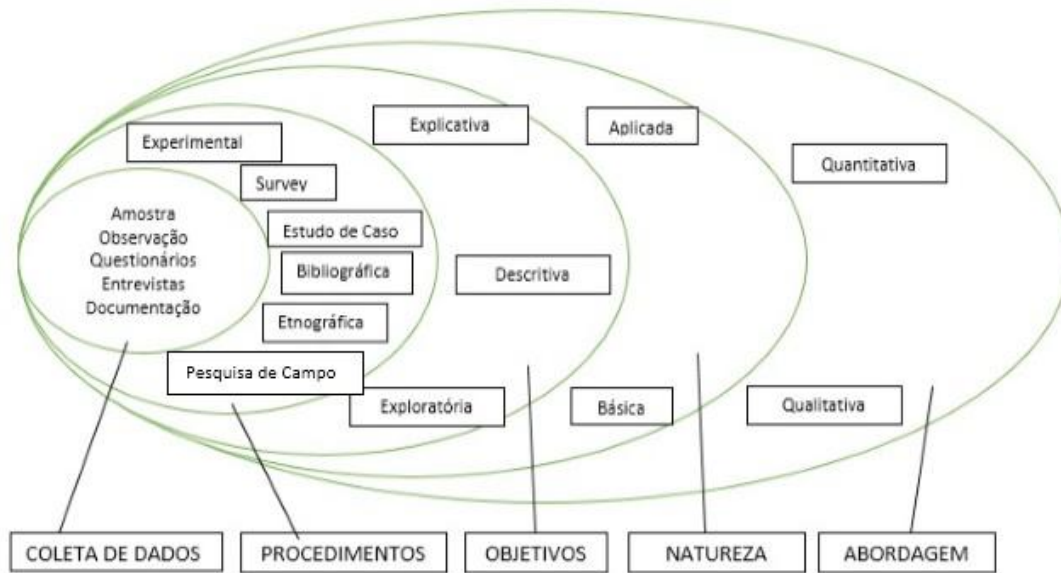 Explicativa
Aplicada
Experimental
Quantitativa
Survey
Amostra
Observação
Questionários
Entrevistas
Documentação
Estudo de Caso
Bibliográfica
Descritiva
Etnográfica
Pesquisa de Campo
Exploratória
Básica
Qualitativa
COLETA DE DADOS
PROCEDIMENTOS
OBJETIVOS
NATUREZA
ABORDAGEM